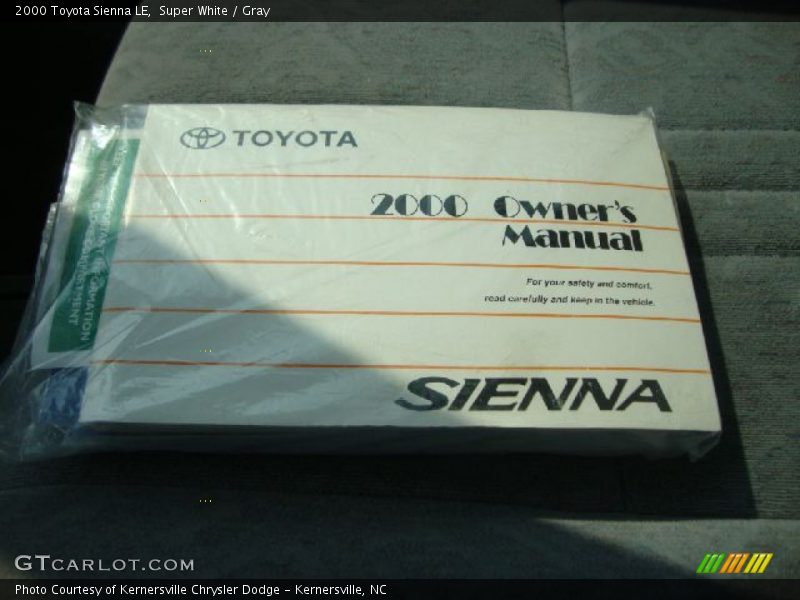 2000 Toyota Sienna LE, Super White / Gray
TOYOTA
2000 Owner's
Manual
For your safety and comfort,
read carefully and keep in the vehicle.
SIENNA
INFORMATION
GTCARLOT.COM
Photo Courtesy of Kernersville Chrysler Dodge - Kernersville, NC